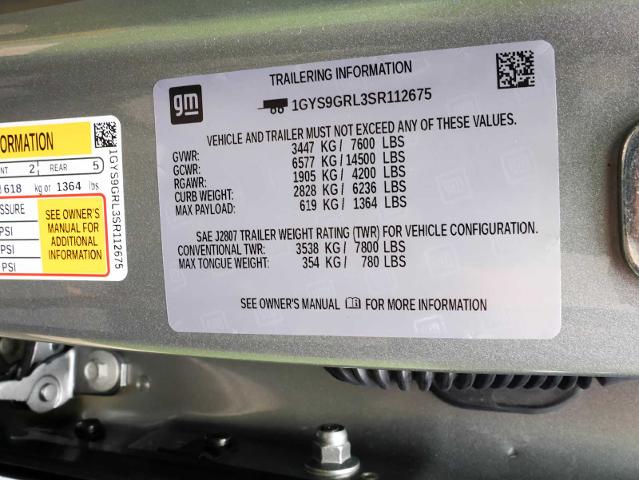 gm
TRAILERING INFORMATION
1GYS9GRL3SR112675
VEHICLE AND TRAILER MUST NOT EXCEED ANY OF THESE VALUES.
GVWR: 3447 KG / 7600 LBS
GCWR: 6577 KG / 14500 LBS
RGAWR: 1905 KG / 4200 LBS
CURB WEIGHT: 2828 KG / 6236 LBS
MAX PAYLOAD: 619 KG / 1364 LBS
SAE J2807 TRAILER WEIGHT RATING (TWR) FOR VEHICLE CONFIGURATION.
CONVENTIONAL TWR: 3538 KG / 7800 LBS
MAX TONGUE WEIGHT: 354 KG / 780 LBS
SEE OWNER'S MANUAL FOR MORE INFORMATION
REAR 5
618 kg or 1364 lbs
SEE OWNER'S
MANUAL FOR
ADDITIONAL
INFORMATION
PSI
PSI
PSI
1GYS9GRL3SR112675